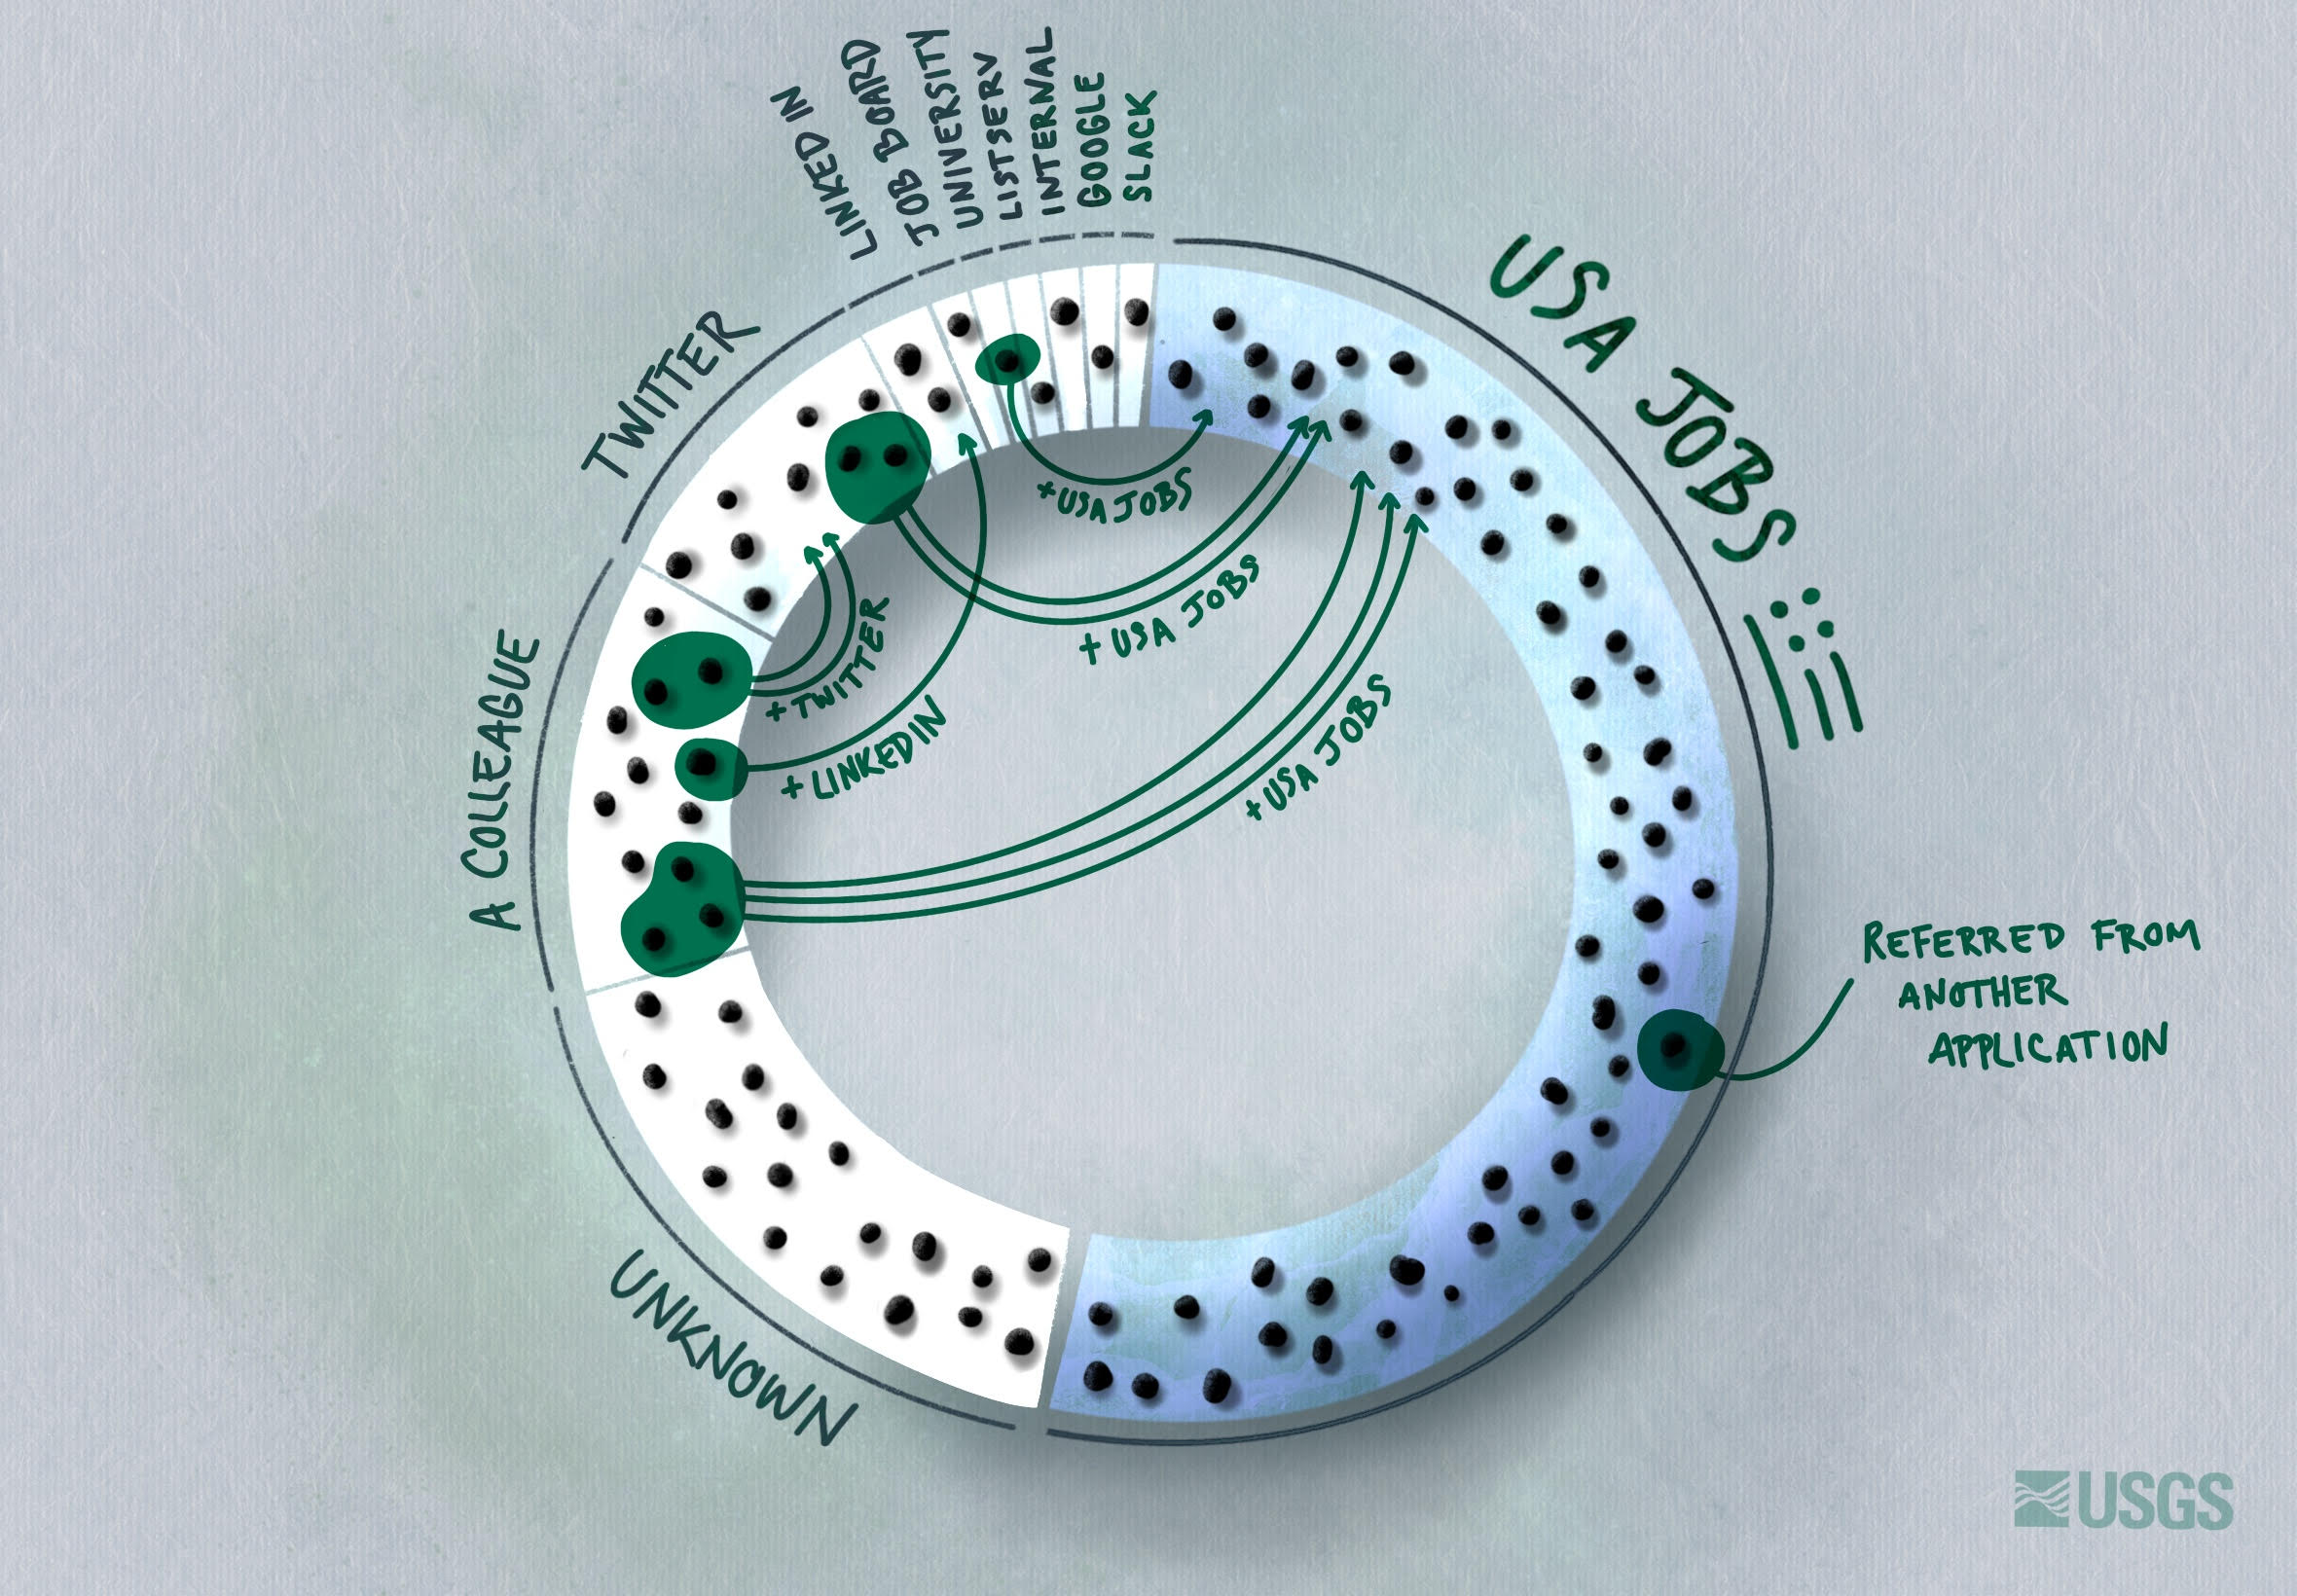 LINKED IN
JOB BOARD
UNIVERSITY
LISTSERV
INTERNAL
GOOGLE
SLACK
USA JOBS
TWITTER
A COLLEAGUE
UNKNOWN
+USA JOBS
+ USA JOBS
+ TWITTER
+ LINKEDIN
+USA JOBS
REFERRED FROM
ANOTHER
APPLICATION
USGS